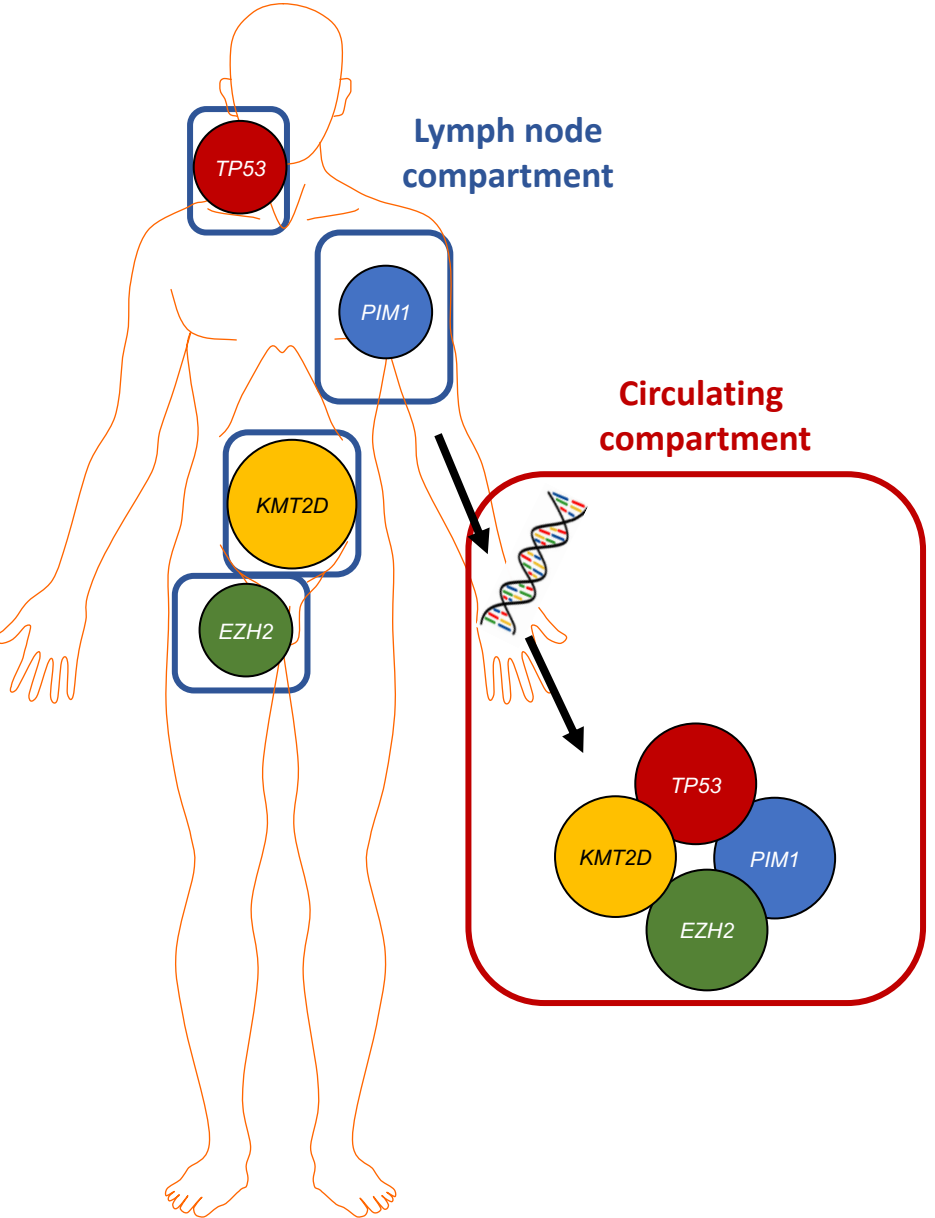 Lymph node
compartment
TP53
PIM1
KMT2D
EZH2
Circulating
compartment
TP53
KMT2D
PIM1
EZH2